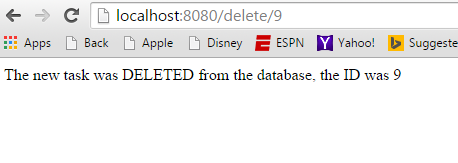 localhost:8080/delete/9
Apps Back Apple Disney ESPN Yahoo! Suggeste
The new task was DELETED from the database, the ID was 9